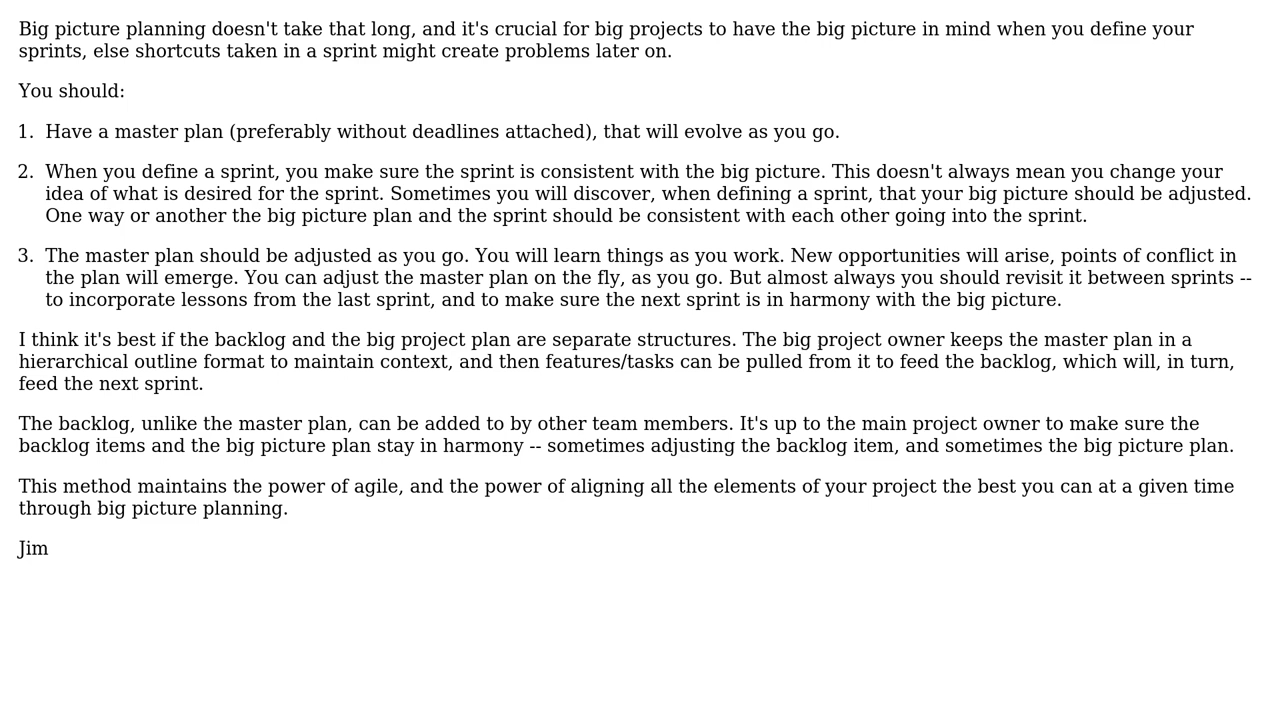 Big picture planning doesn't take that long, and it's crucial for big projects to have the big picture in mind when you define your
sprints, else shortcuts taken in a sprint might create problems later on.
You should:
1. Have a master plan (preferably without deadlines attached), that will evolve as you go.
2. When you define a sprint, you make sure the sprint is consistent with the big picture. This doesn't always mean you change your
idea of what is desired for the sprint. Sometimes you will discover, when defining a sprint, that your big picture should be adjusted.
One way or another the big picture plan and the sprint should be consistent with each other going into the sprint.
3. The master plan should be adjusted as you go. You will learn things as you work. New opportunities will arise, points of conflict in
the plan will emerge. You can adjust the master plan on the fly, as you go. But almost always you should revisit it between sprints --
to incorporate lessons from the last sprint, and to make sure the next sprint is in harmony with the big picture.
I think it's best if the backlog and the big project plan are separate structures. The big project owner keeps the master plan in a
hierarchical outline format to maintain context, and then features/tasks can be pulled from it to feed the backlog, which will, in turn,
feed the next sprint.
The backlog, unlike the master plan, can be added to by other team members. It's up to the main project owner to make sure the
backlog items and the big picture plan stay in harmony -- sometimes adjusting the backlog item, and sometimes the big picture plan.
This method maintains the power of agile, and the power of aligning all the elements of your project the best you can at a given time
through big picture planning.
Jim